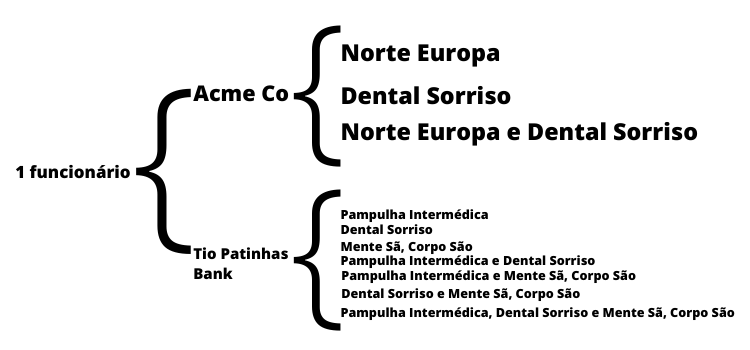 1 funcionário
Acme Co
Norte Europa
Dental Sorriso
Norte Europa e Dental Sorriso
Tio Patinhas
Bank
Pampulha Intermédica
Dental Sorriso
Mente Sã, Corpo São
Pampulha Intermédica e Dental Sorriso
Pampulha Intermédica e Mente Sã, Corpo São
Dental Sorriso e Mente Sã, Corpo São
Pampulha Intermédica, Dental Sorriso e Mente Sã, Corpo São